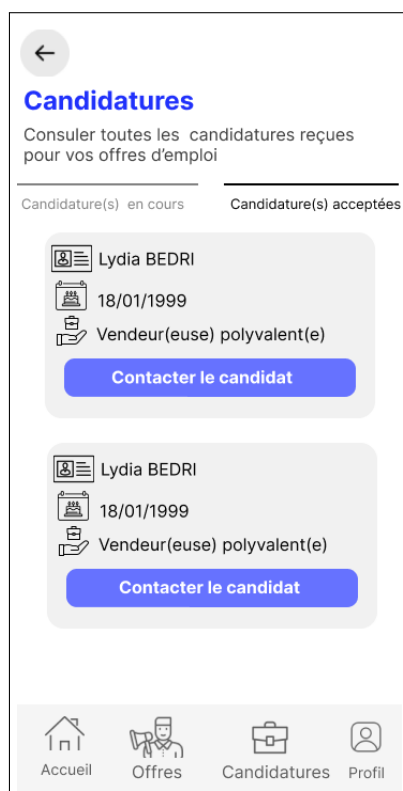 Candidatures
Consuler toutes les candidatures reçues
pour vos offres d'emploi
Candidature(s) en cours
Candidature(s) acceptées
Lydia BEDRI
18/01/1999
Vendeur(euse) polyvalent(e)
Contacter le candidat
Lydia BEDRI
18/01/1999
Vendeur(euse) polyvalent(e)
Contacter le candidat
Accueil
Offres
Candidatures
Profil